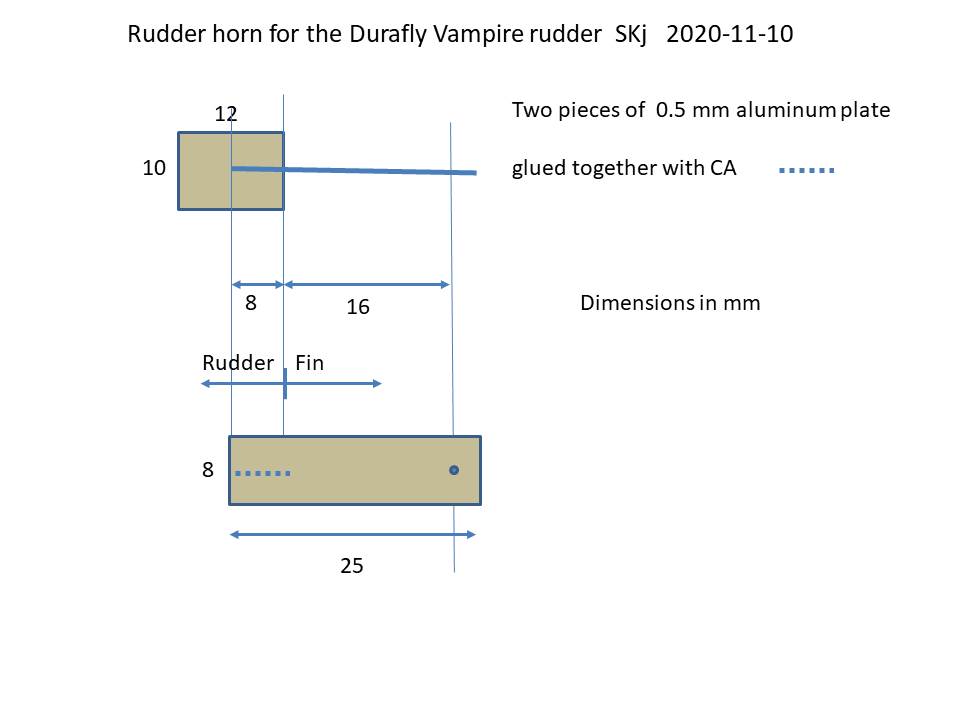 Rudder horn for the Durafly Vampire rudder SKj 2020-11-10
12
Two pieces of 0.5 mm aluminum plate
10
glued together with CA
8
16
Dimensions in mm
Rudder
Fin
8
25